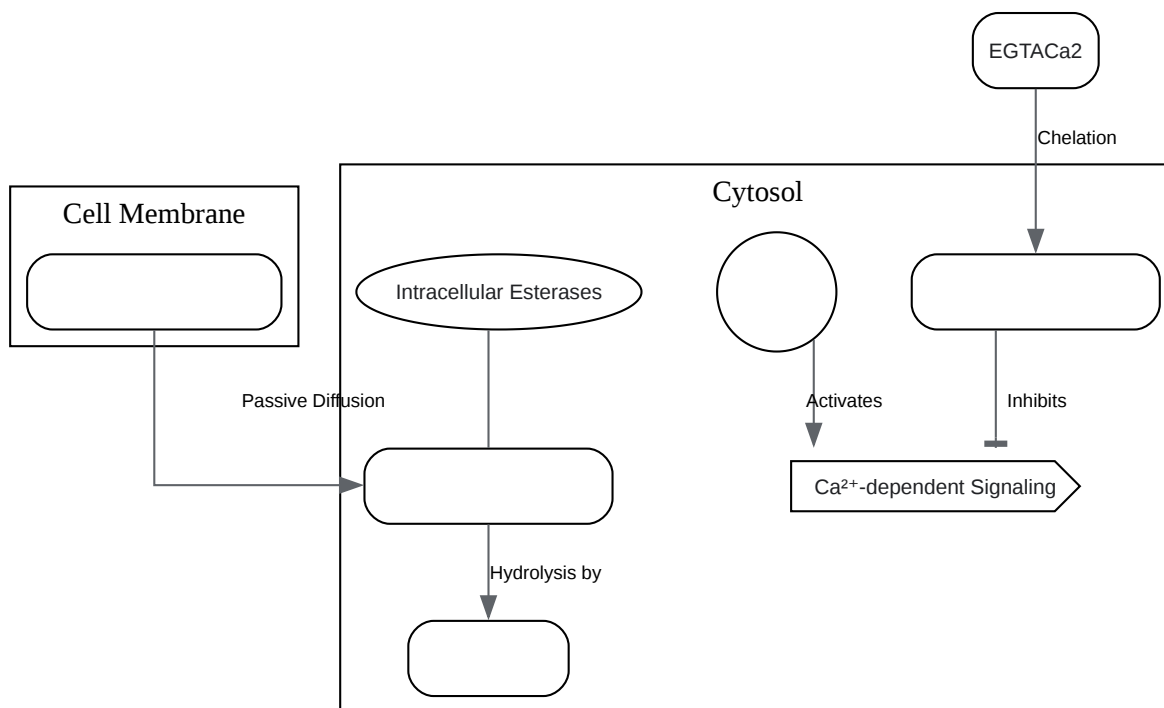 EGTACa2
Chelation
Cell Membrane
Cytosol
Intracellular Esterases
Passive Diffusion
Activates
Inhibits
Ca²⁺-dependent Signaling
Hydrolysis by